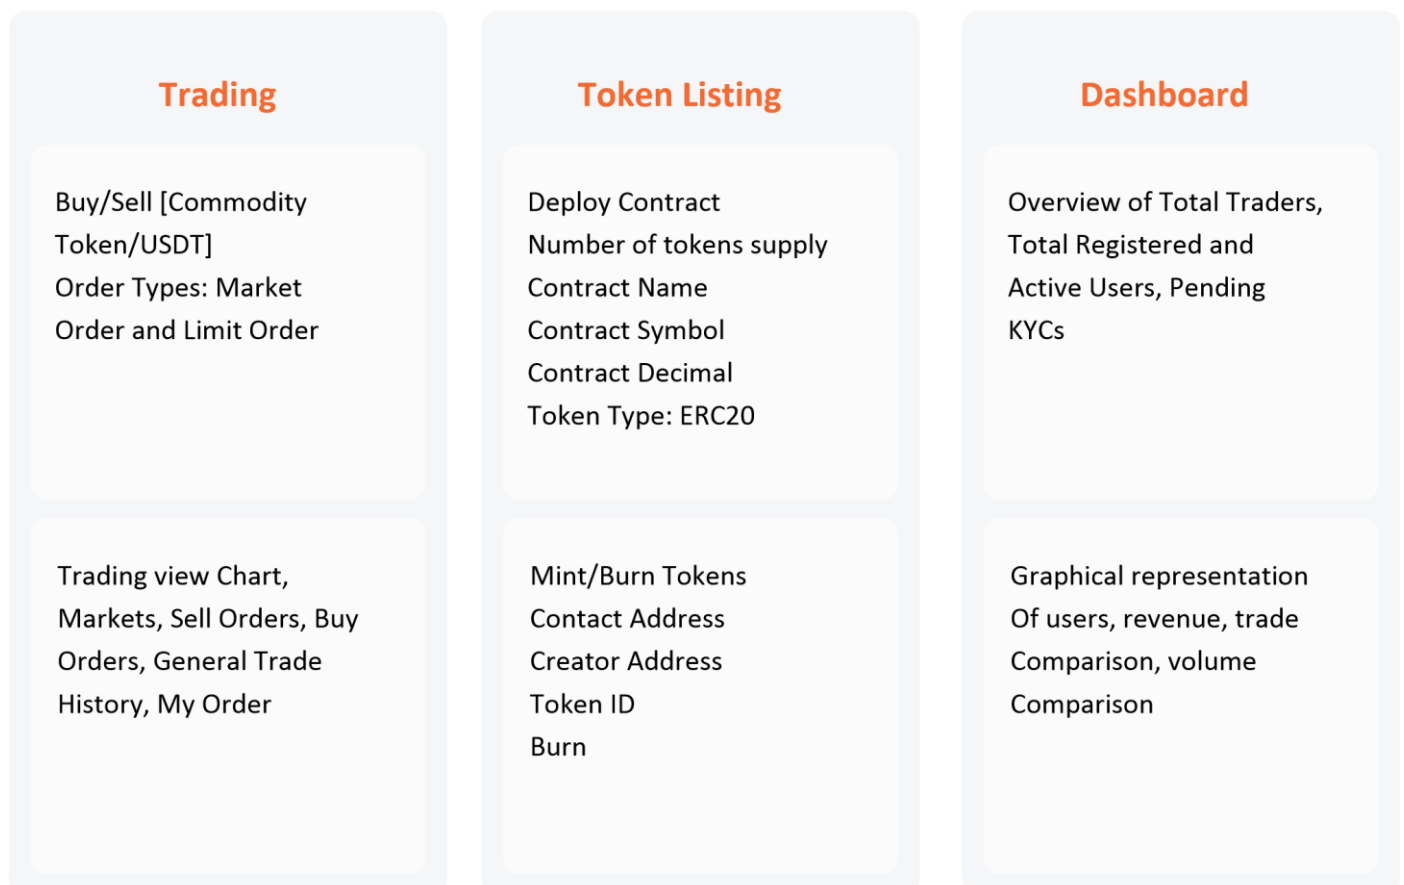 Trading
Buy/Sell [Commodity
Token/USDT]
Order Types: Market
Order and Limit Order
Trading view Chart,
Markets, Sell Orders, Buy
Orders, General Trade
History, My Order
Token Listing
Deploy Contract
Number of tokens supply
Contract Name
Contract Symbol
Contract Decimal
Token Type: ERC20
Mint/Burn Tokens
Contact Address
Creator Address
Token ID
Burn
Dashboard
Overview of Total Traders,
Total Registered and
Active Users, Pending
KYCs
Graphical representation
Of users, revenue, trade
Comparison, volume
Comparison